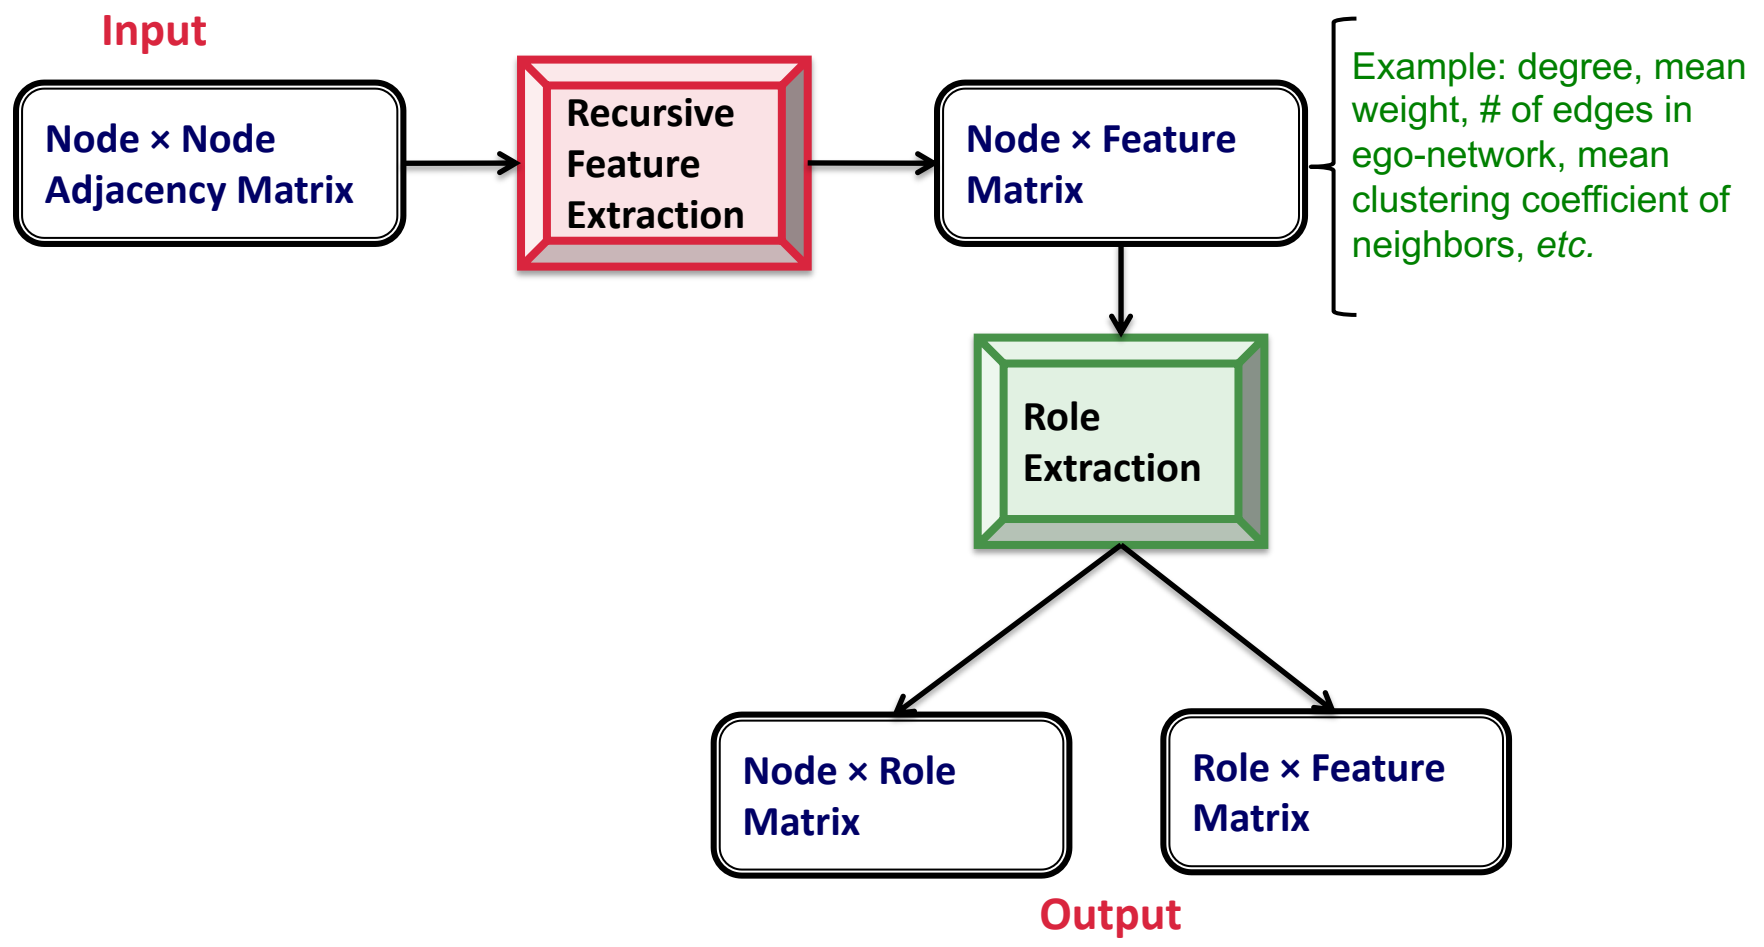 Input
Node × Node
Adjacency Matrix
Recursive
Feature
Extraction
Node × Feature
Matrix
Example: degree, mean
weight, # of edges in
ego-network, mean
clustering coefficient of
neighbors, etc.
Role
Extraction
Node × Role
Matrix
Role × Feature
Matrix
Output